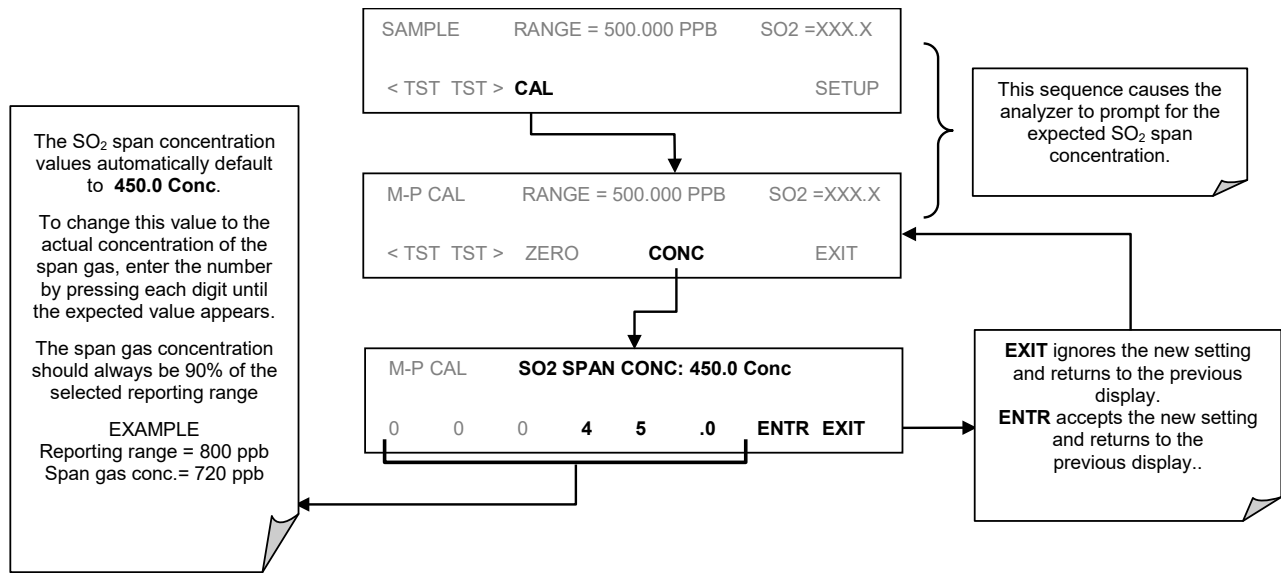 SAMPLE RANGE = 500.000 PPB SO2 =XXX.X
< TST TST > CAL SETUP
This sequence causes the
analyzer to prompt for the
expected SO₂ span
concentration.
The SO₂ span concentration
values automatically default
to 450.0 Conc.
To change this value to the
actual concentration of the
span gas, enter the number
by pressing each digit until
the expected value appears.
The span gas concentration
should always be 90% of the
selected reporting range
EXAMPLE
Reporting range = 800 ppb
Span gas conc.= 720 ppb
M-P CAL RANGE = 500.000 PPB SO2 =XXX.X
< TST TST > ZERO CONC EXIT
M-P CAL SO2 SPAN CONC: 450.0 Conc
0 0 0 4 5 .0 ENTR EXIT
EXIT ignores the new setting
and returns to the previous
display.
ENTR accepts the new setting
and returns to the
previous display..